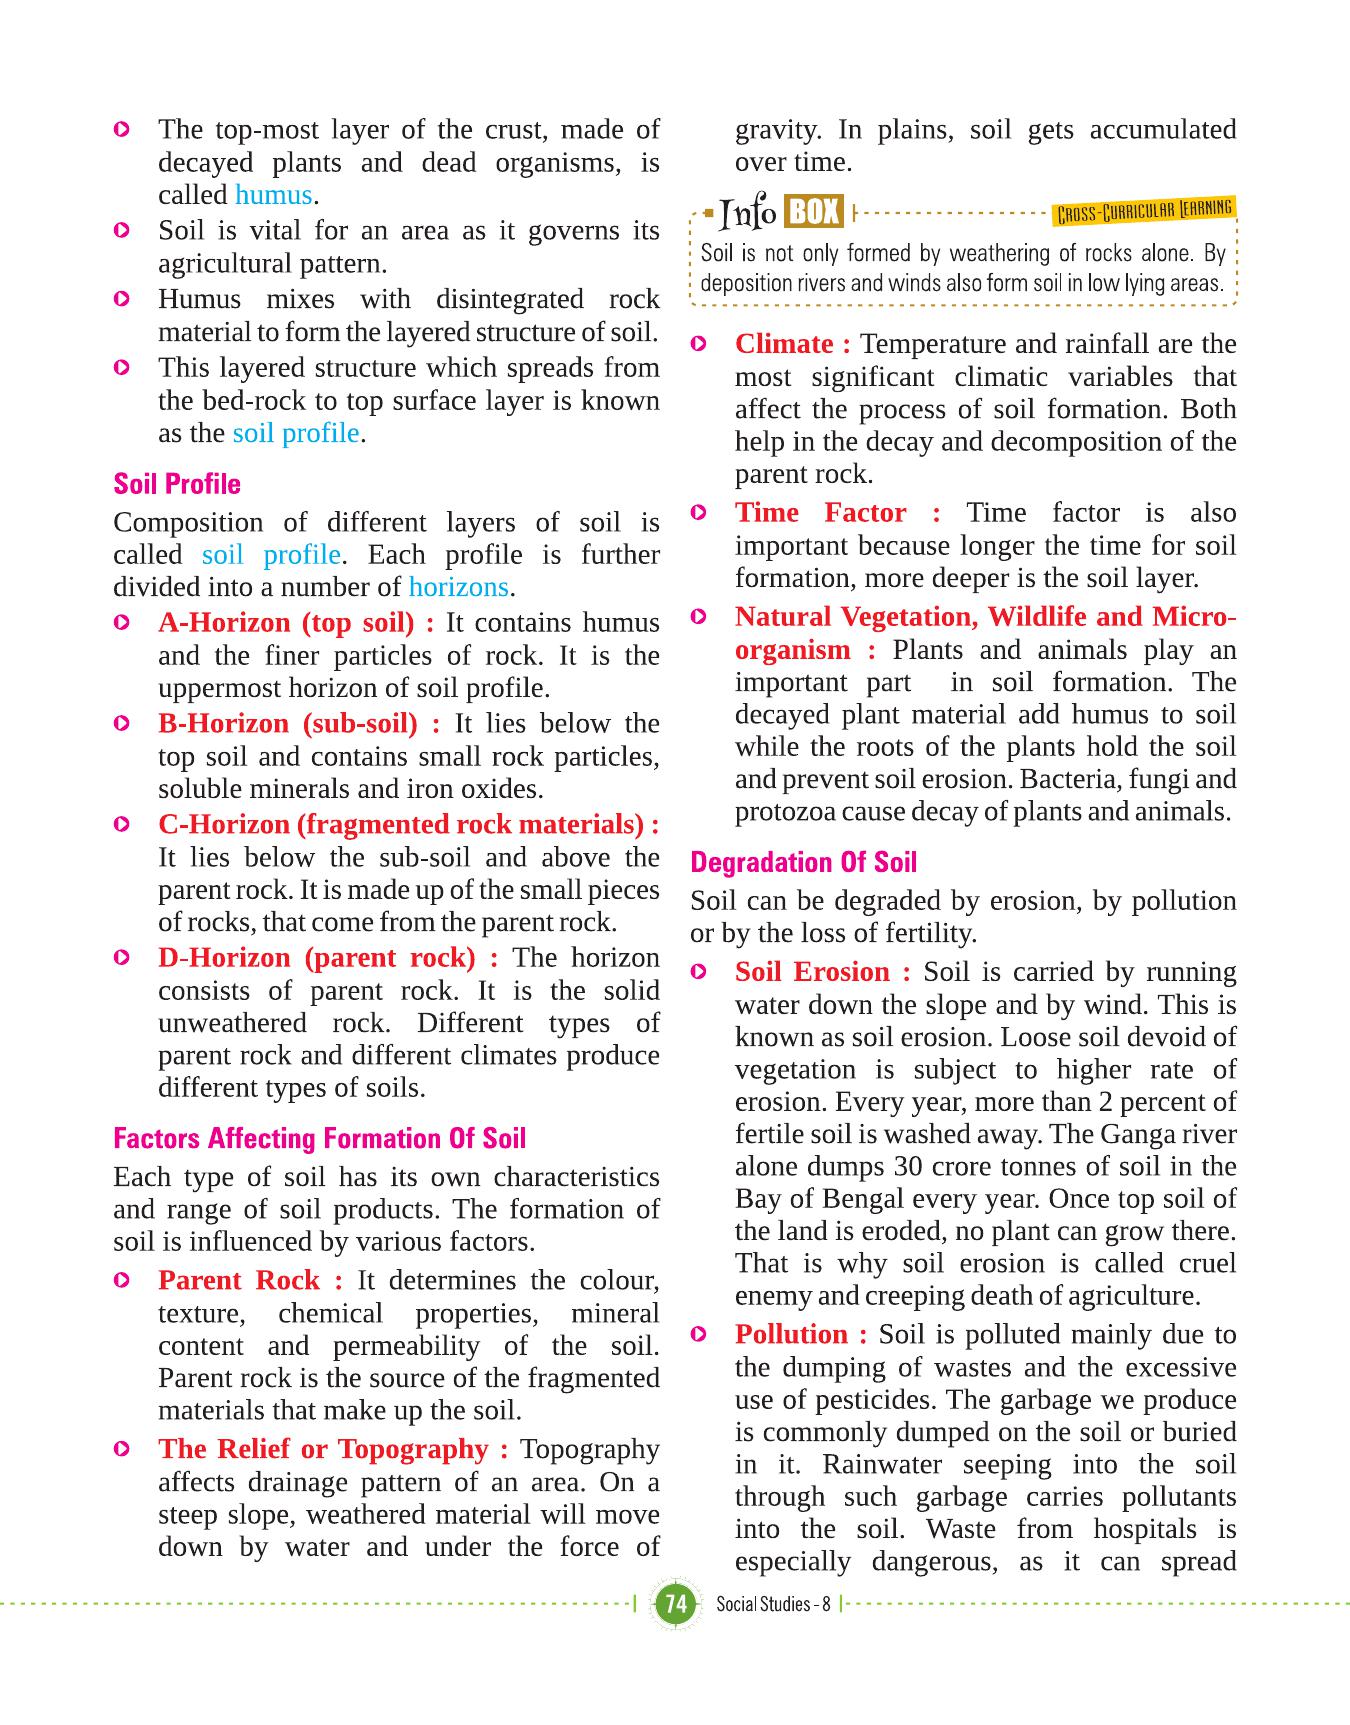 The top-most layer of the crust, made of
decayed plants and dead organisms, is
called humus.
Soil is vital for an area as it governs its
agricultural pattern.
Humus mixes with disintegrated rock
material to form the layered structure of soil.
This layered structure which spreads from
the bed-rock to top surface layer is known
as the soil profile.
Soil Profile
Composition of different layers of soil is
called soil profile. Each profile is further
divided into a number of horizons.
A-Horizon (top soil) : It contains humus
and the finer particles of rock. It is the
uppermost horizon of soil profile.
B-Horizon (sub-soil) : It lies below the
top soil and contains small rock particles,
soluble minerals and iron oxides.
C-Horizon (fragmented rock materials) :
It lies below the sub-soil and above the
parent rock. It is made up of the small pieces
of rocks, that come from the parent rock.
D-Horizon (parent rock) : The horizon
consists of parent rock. It is the solid
unweathered rock. Different types of
parent rock and different climates produce
different types of soils.
Factors Affecting Formation Of Soil
Each type of soil has its own characteristics
and range of soil products. The formation of
soil is influenced by various factors.
Parent Rock : It determines the colour,
texture, chemical properties, mineral
content and permeability of the soil.
Parent rock is the source of the fragmented
materials that make up the soil.
The Relief or Topography : Topography
affects drainage pattern of an area. On a
steep slope, weathered material will move
down by water and under the force of
gravity. In plains, soil gets accumulated
over time.
Info BOX
Cross-Curricular Learning
Soil is not only formed by weathering of rocks alone. By
deposition rivers and winds also form soil in low lying areas.
Climate : Temperature and rainfall are the
most significant climatic variables that
affect the process of soil formation. Both
help in the decay and decomposition of the
parent rock.
Time Factor : Time factor is also
important because longer the time for soil
formation, more deeper is the soil layer.
Natural Vegetation, Wildlife and Micro-
organism : Plants and animals play an
important part in soil formation. The
decayed plant material add humus to soil
while the roots of the plants hold the soil
and prevent soil erosion. Bacteria, fungi and
protozoa cause decay of plants and animals.
Degradation Of Soil
Soil can be degraded by erosion, by pollution
or by the loss of fertility.
Soil Erosion : Soil is carried by running
water down the slope and by wind. This is
known as soil erosion. Loose soil devoid of
vegetation is subject to higher rate of
erosion. Every year, more than 2 percent of
fertile soil is washed away. The Ganga river
alone dumps 30 crore tonnes of soil in the
Bay of Bengal every year. Once top soil of
the land is eroded, no plant can grow there.
That is why soil erosion is called cruel
enemy and creeping death of agriculture.
Pollution : Soil is polluted mainly due to
the dumping of wastes and the excessive
use of pesticides. The garbage we produce
is commonly dumped on the soil or buried
in it. Rainwater seeping into the soil
through such garbage carries pollutants
into the soil. Waste from hospitals is
especially dangerous, as it can spread
74 Social Studies - 8